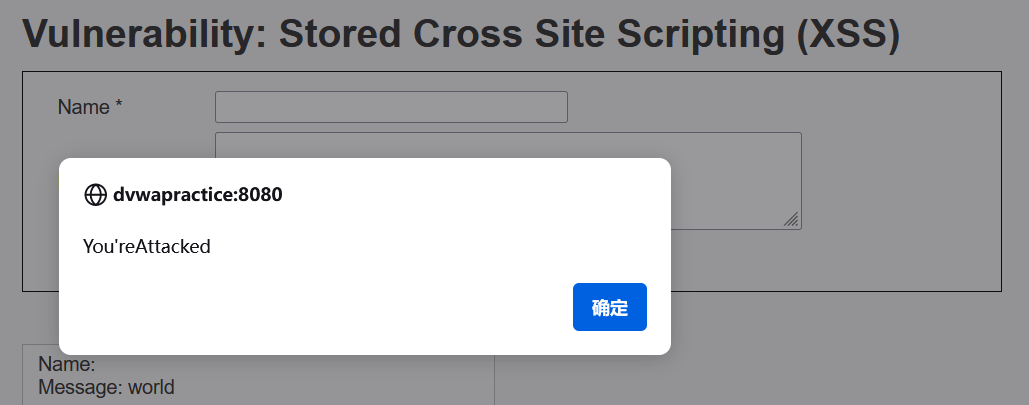 Vulnerability: Stored Cross Site Scripting (XSS)
Name *
dvwapractice:8080
You'reAttacked
确定
Name:
Message: world